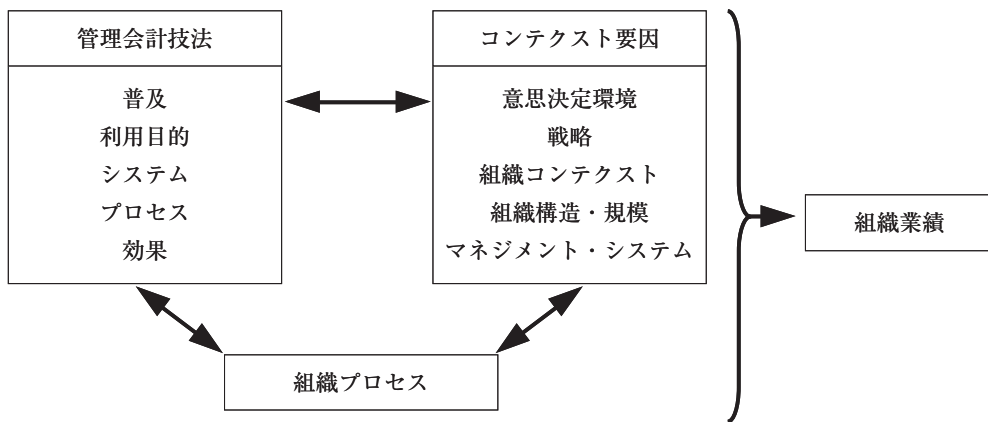 管理会計技法
普及
利用目的
システム
プロセス
効果
コンテクスト要因
意思決定環境
戦略
組織コンテクスト
組織構造・規模
マネジメント・システム
組織業績
組織プロセス